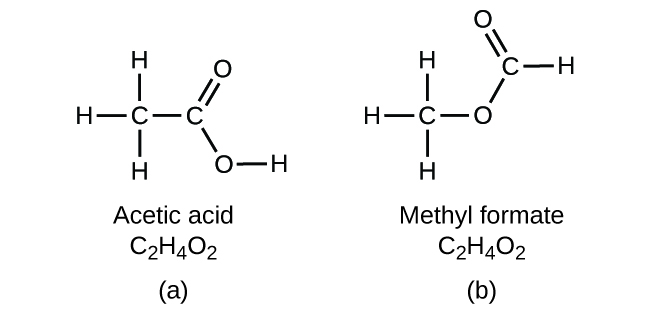 O
H H C H
H O
H C C H C O
H O H H
Acetic acid Methyl formate
C₂H₄O₂ C₂H₄O₂
(a) (b)